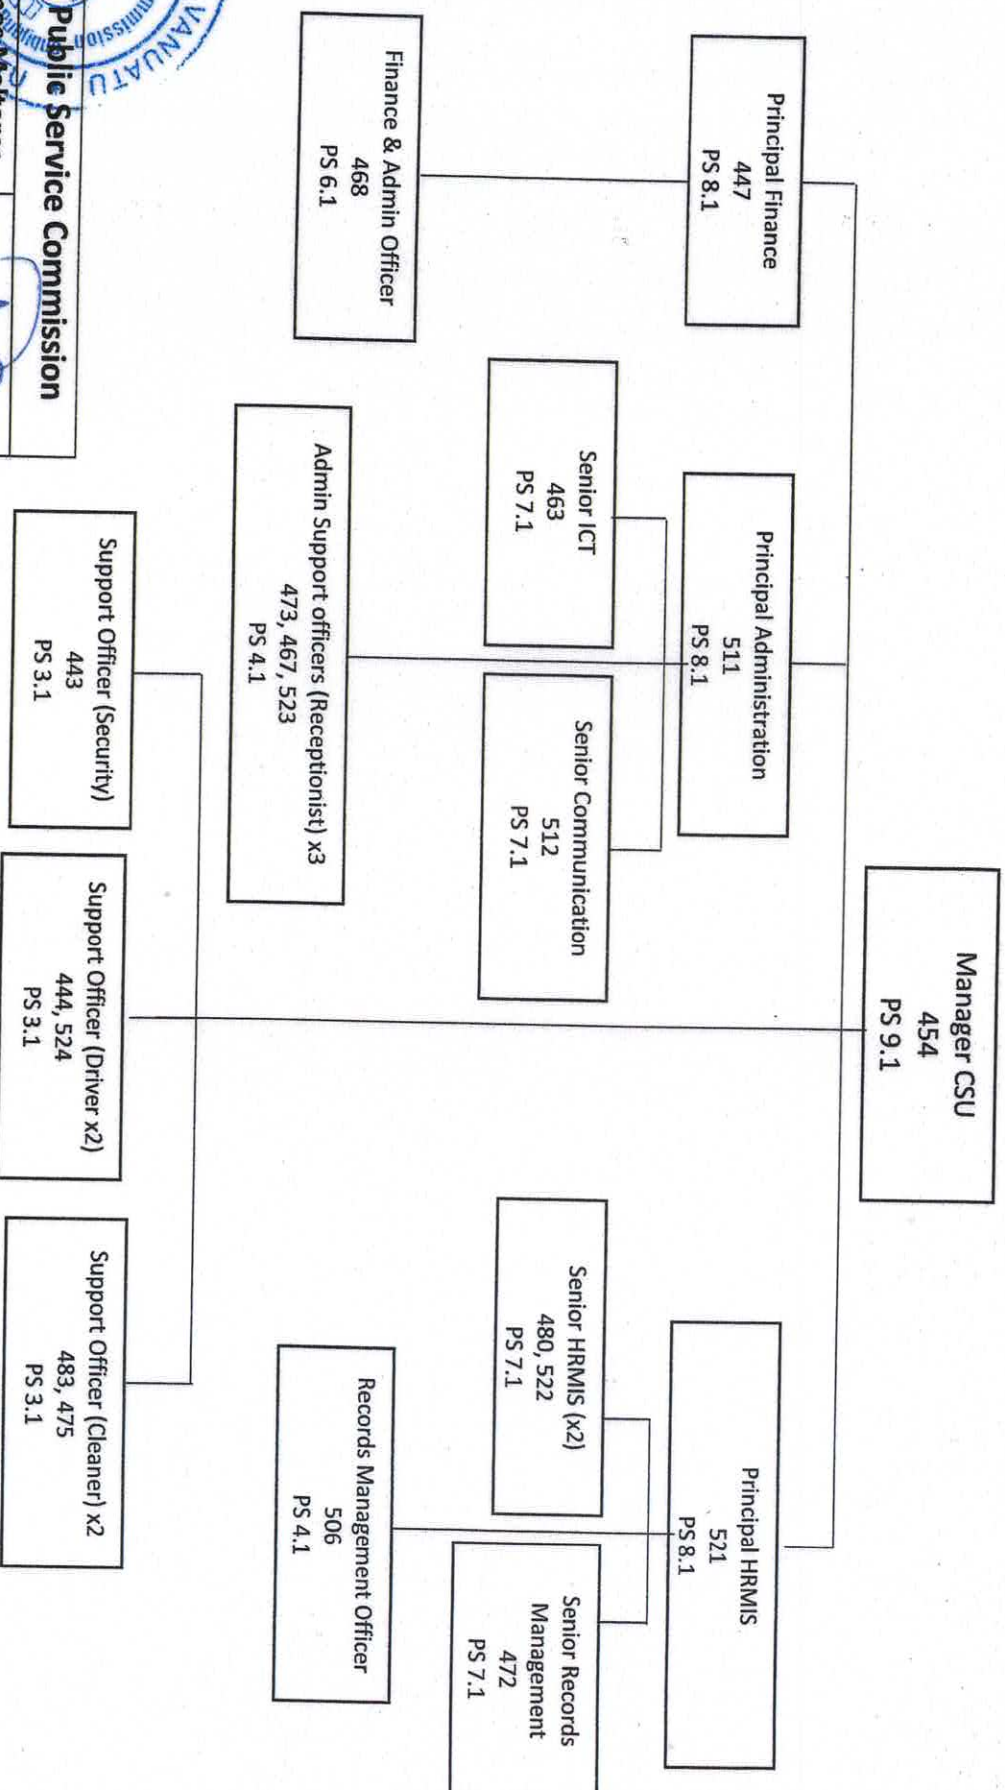 Manager CSU
454
PS 9.1
Principal Finance
447
PS 8.1
Principal Administration
511
PS 8.1
Principal HRMIS
521
PS 8.1
Senior ICT
463
PS 7.1
Senior Communication
512
PS 7.1
Senior HRMIS (x2)
480, 522
PS 7.1
Senior Records
Management
472
PS 7.1
Finance & Admin Officer
468
PS 6.1
Admin Support officers (Receptionist) x3
473, 467, 523
PS 4.1
Records Management Officer
506
PS 4.1
Support Officer (Security)
443
PS 3.1
Support Officer (Driver x2)
444, 524
PS 3.1
Support Officer (Cleaner) x2
483, 475
PS 3.1
VANUATU
Public Service Commission